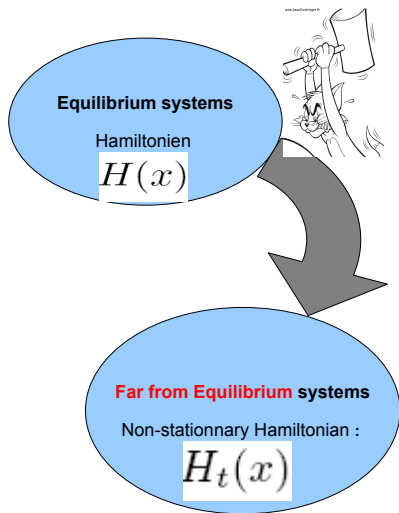 Equilibrium systems
Hamiltonien
H(x)
Far from Equilibrium systems
Non-stationnary Hamiltonian :
H_t(x)